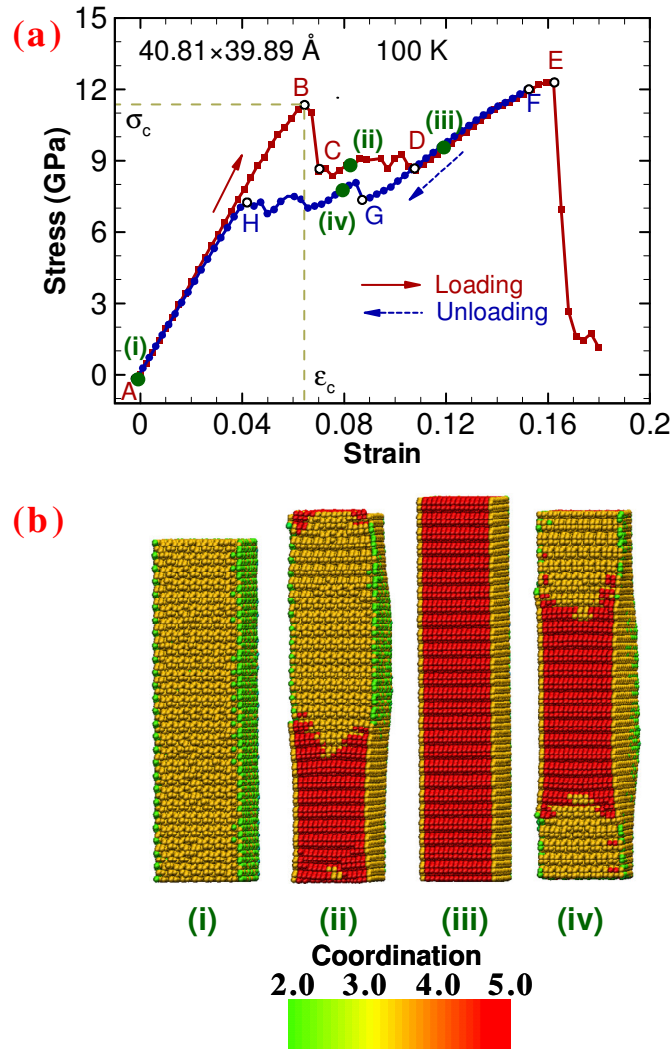 (a)
40.81×39.89 Å 100 K
Stress (GPa)
15
12
9
6
3
0
σc
B
E
F
C
(ii)
D
(iii)
(iv)
G
H
(i)
A
εc
Loading
Unloading
0 0.04 0.08 0.12 0.16 0.2
Strain
(b)
(i) (ii) (iii) (iv)
Coordination
2.0 3.0 4.0 5.0